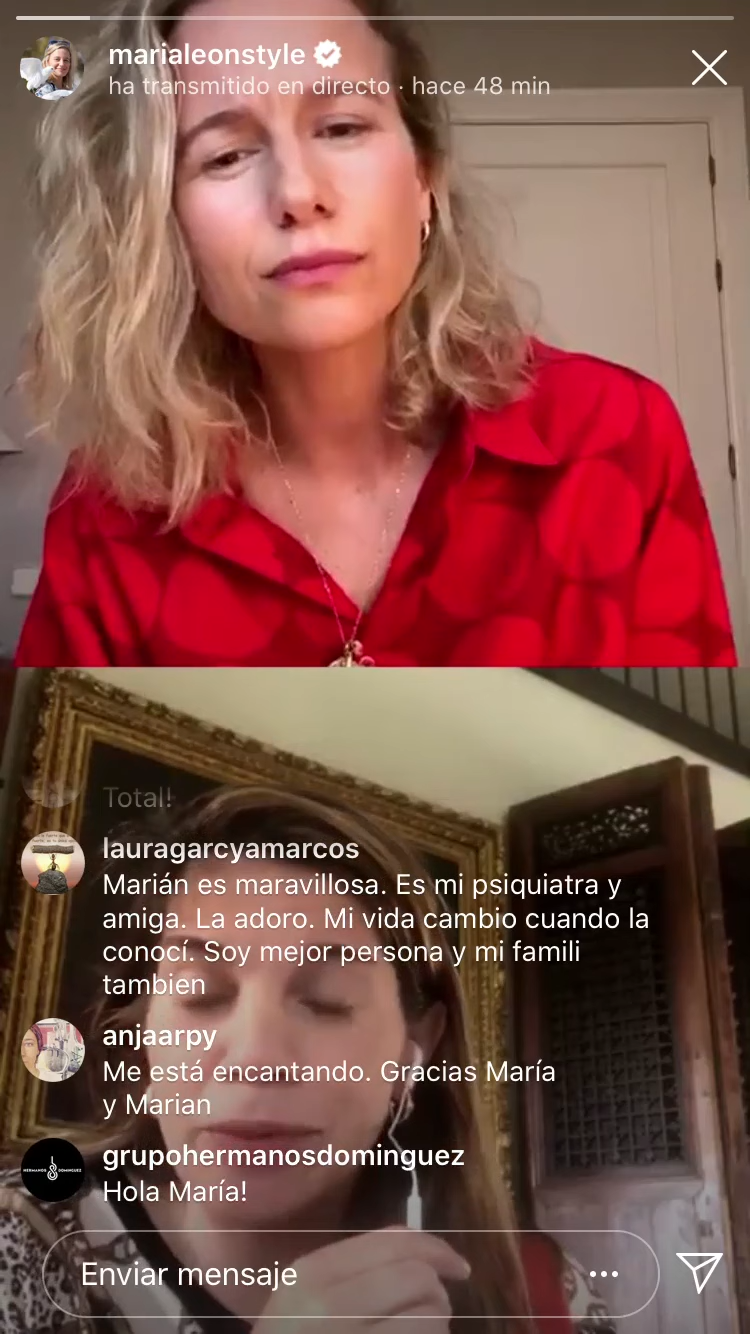 marialeonstyle
ha transmitido en directo · hace 48 min
Total!
lauragarcyamarcos
Marián es maravillosa. Es mi psiquiatra y
amiga. La adoro. Mi vida cambio cuando la
conocí. Soy mejor persona y mi famili
tambien
anjaarpy
Me está encantando. Gracias María
y Marian
HERMANOS DOMINGUEZ
grupohermanosdominguez
Hola María!
Enviar mensaje